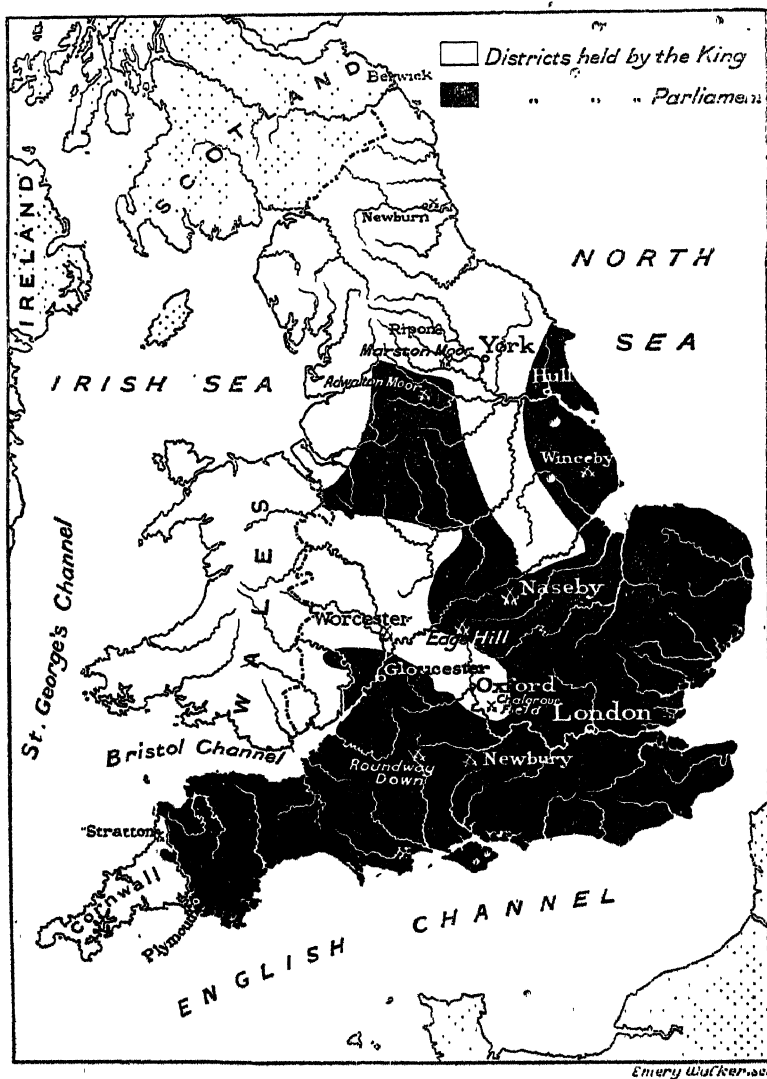 Districts held by the King
" " " Parliament
SCOTLAND
Berwick
IRELAND
Newburn
NORTH
SEA
Ripon
Marston Moor
York
IRISH SEA
Adwalton Moor
Hull
Winceby
St. George's Channel
WALES
Naseby
Worcester
Edge Hill
Gloucester
Oxford
Chalgrove
Field
London
Bristol Channel
Roundway
Down
Newbury
Stratton
Cornwall
Plymouth
ENGLISH CHANNEL
Emery Walker sc.